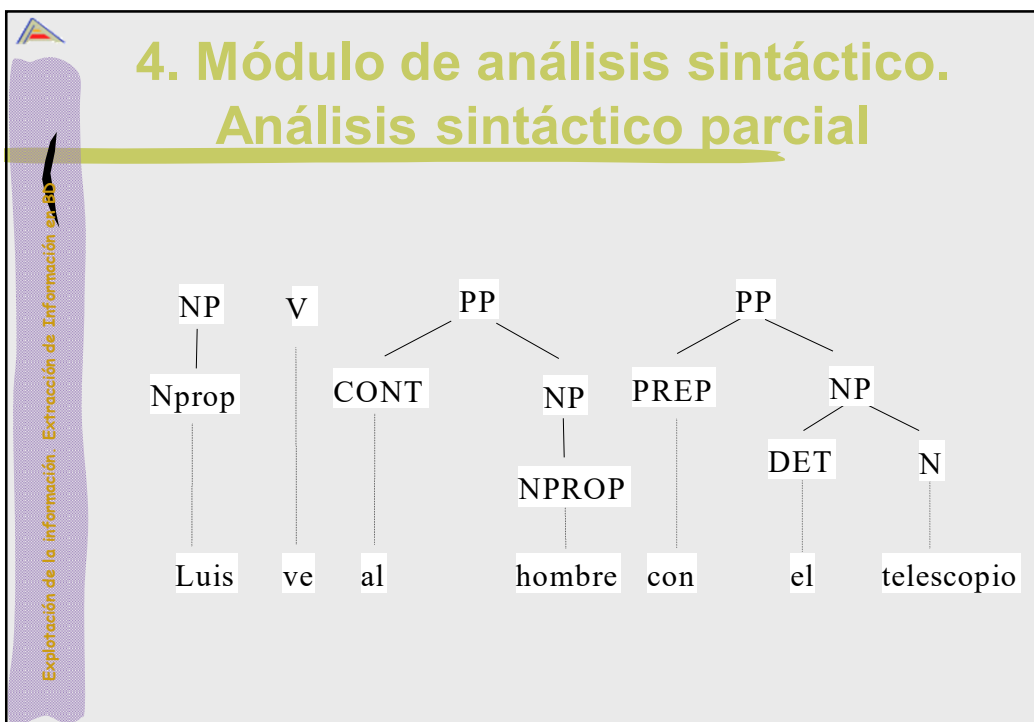 4. Módulo de análisis sintáctico.
Análisis sintáctico parcial
Explotación de la información. Extracción de Información en BD
NP V PP PP
Nprop CONT NP PREP NP
NPROP DET N
Luis ve al hombre con el telescopio